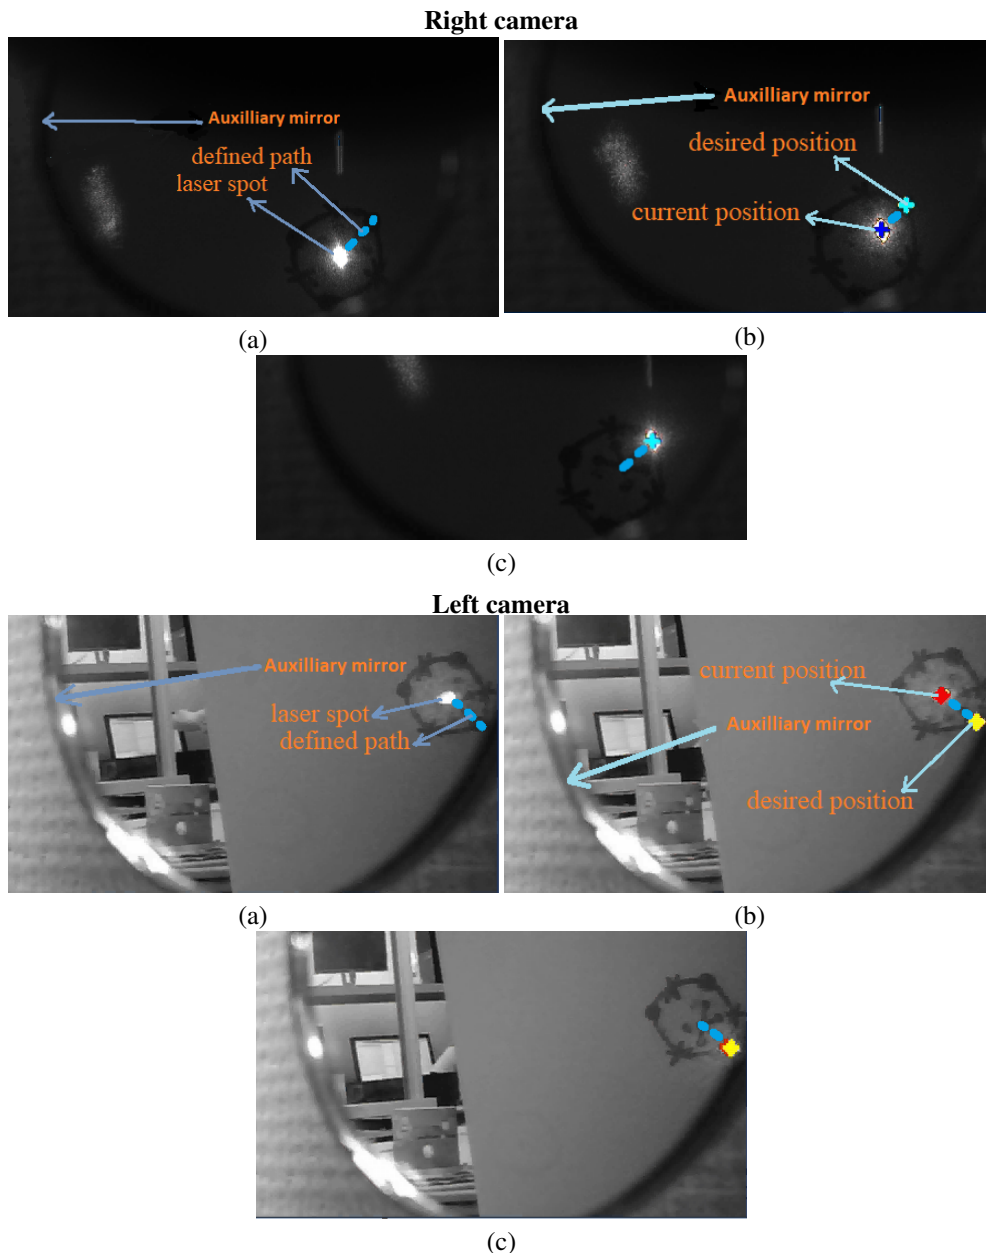 Right camera
Auxilliary mirror
defined path
laser spot
(a)
Auxilliary mirror
desired position
current position
(b)
(c)
Left camera
Auxilliary mirror
laser spot
defined path
(a)
current position
Auxilliary mirror
desired position
(b)
(c)